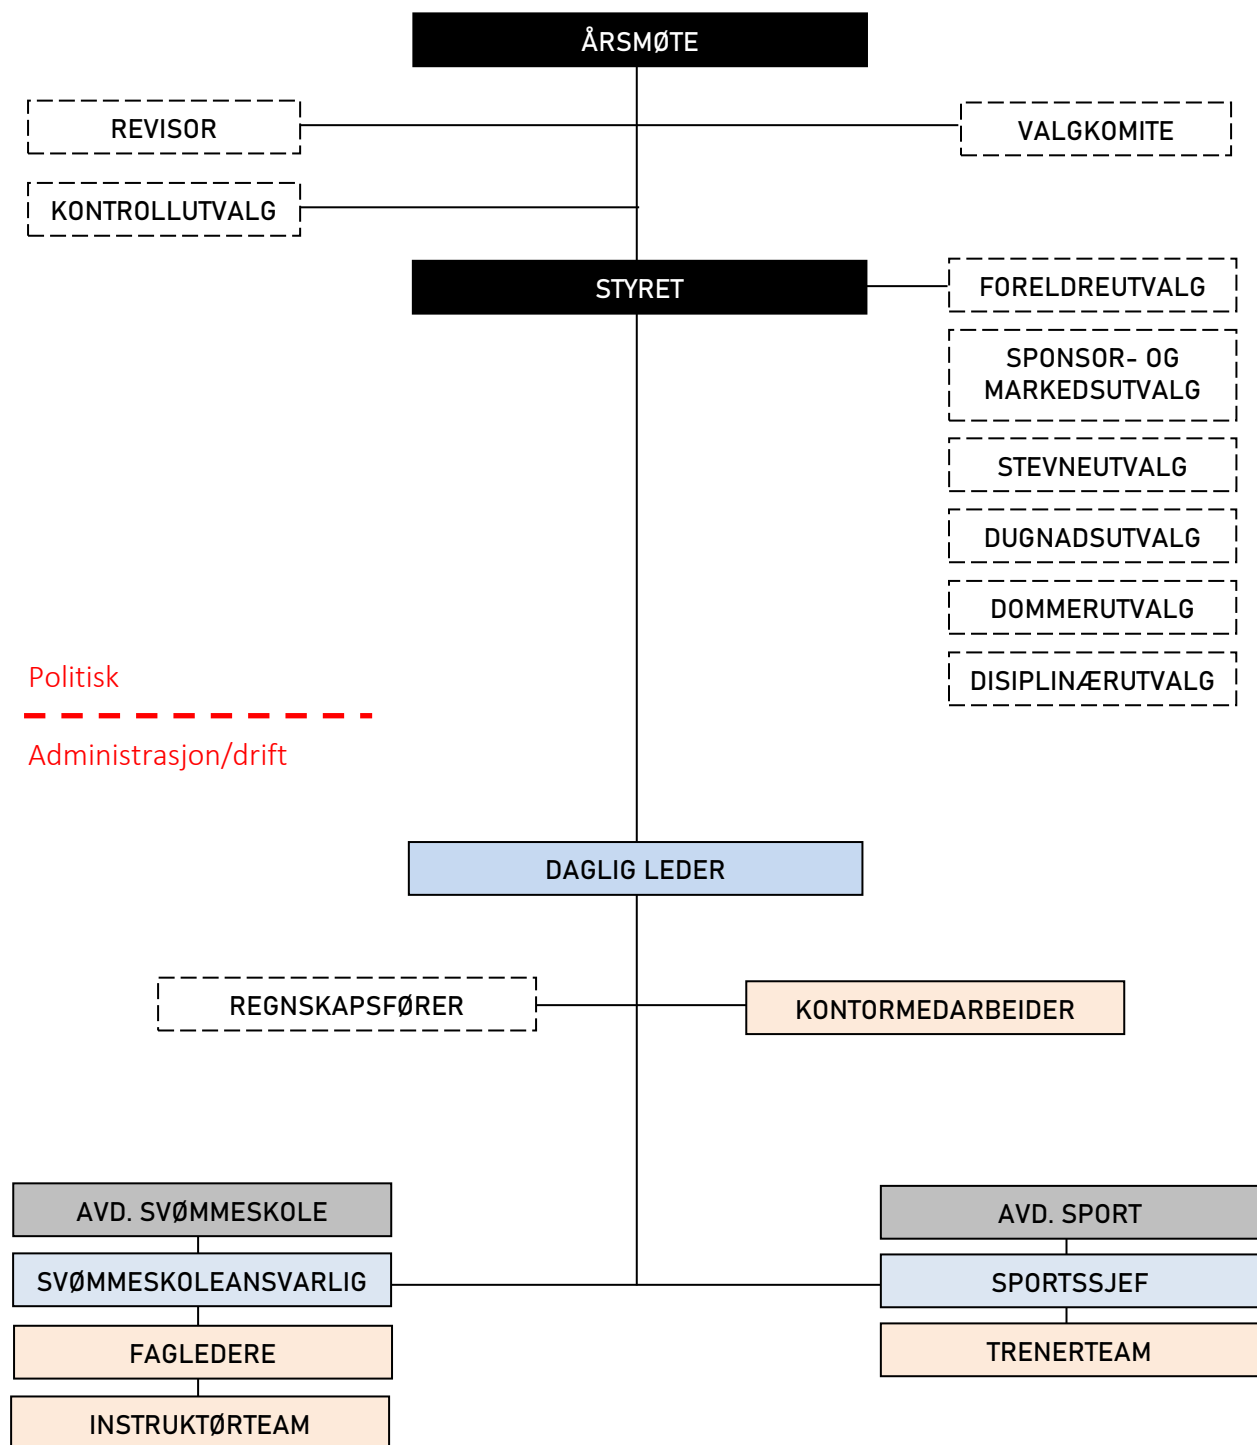 ÅRSMØTE
REVISOR
VALGKOMITE
KONTROLLUTVALG
STYRET
FORELDREUTVALG
SPONSOR- OG
MARKEDSUTVALG
STEVNEUTVALG
DUGNADSUTVALG
DOMMERUTVALG
DISIPLINÆRUTVALG
Politisk
Administrasjon/drift
DAGLIG LEDER
REGNSKAPSFØRER
KONTORMEDARBEIDER
AVD. SVØMMESKOLE
SVØMMESKOLEANSVARLIG
FAGLEDERE
INSTRUKTØRTEAM
AVD. SPORT
SPORTSSJEF
TRENERTEAM